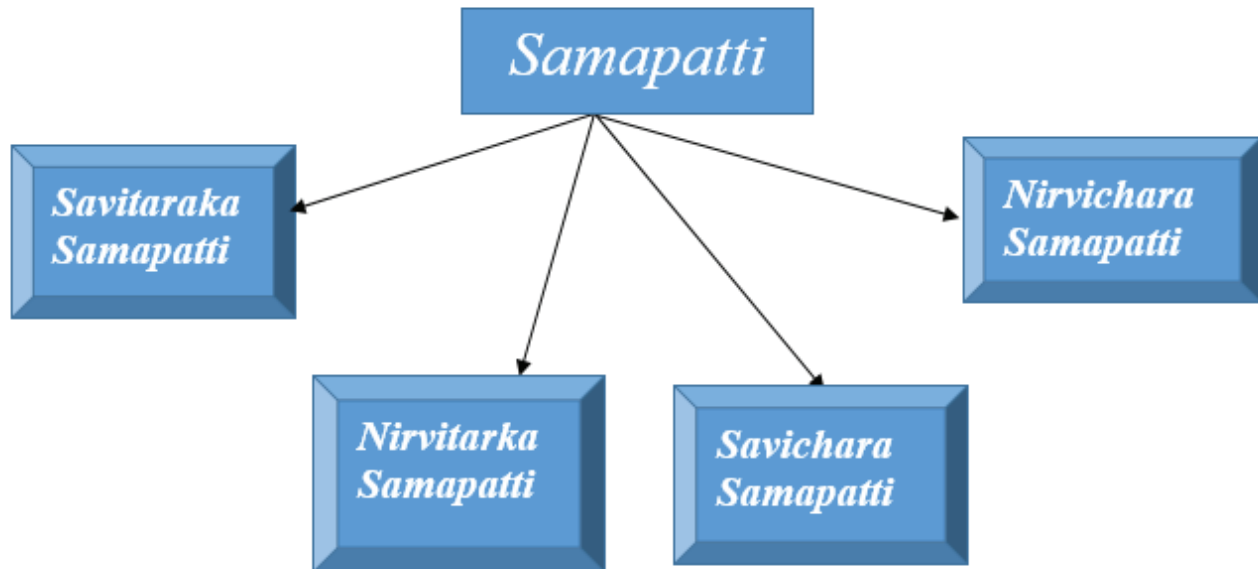 Samapatti
Savitaraka
Samapatti
Nirvichara
Samapatti
Nirvitarka
Samapatti
Savichara
Samapatti